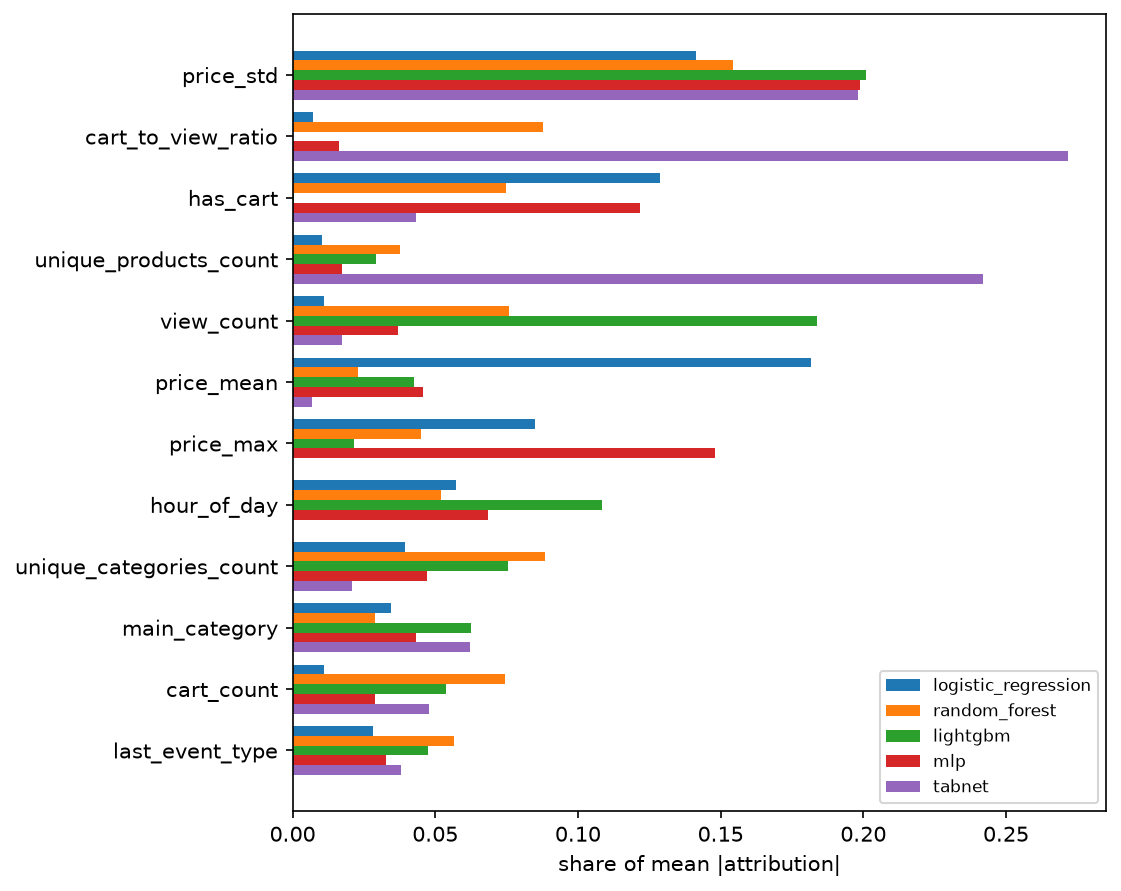 price_std
cart_to_view_ratio
has_cart
unique_products_count
view_count
price_mean
price_max
hour_of_day
unique_categories_count
main_category
cart_count
last_event_type
logistic_regression
random_forest
lightgbm
mlp
tabnet
0.00 0.05 0.10 0.15 0.20 0.25
share of mean |attribution|